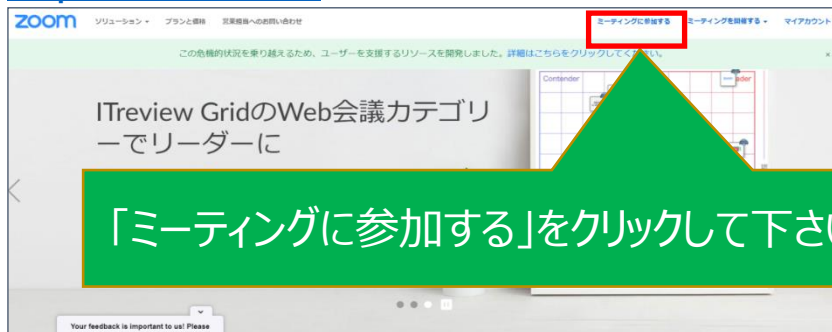 zoom ソリューション プランと価格 営業担当へのお問い合わせ ミーティングに参加する ミーティングを開催する マイアカウント
この危機的状況を乗り越えるため、ユーザーを支援するリソースを開発しました。詳細はこちらをクリックしてください。
Contender
ader
ITreview GridのWeb会議カテゴリ
ーでリーダーに
「ミーティングに参加する」をクリックして下さ
Your feedback is important to us! Please